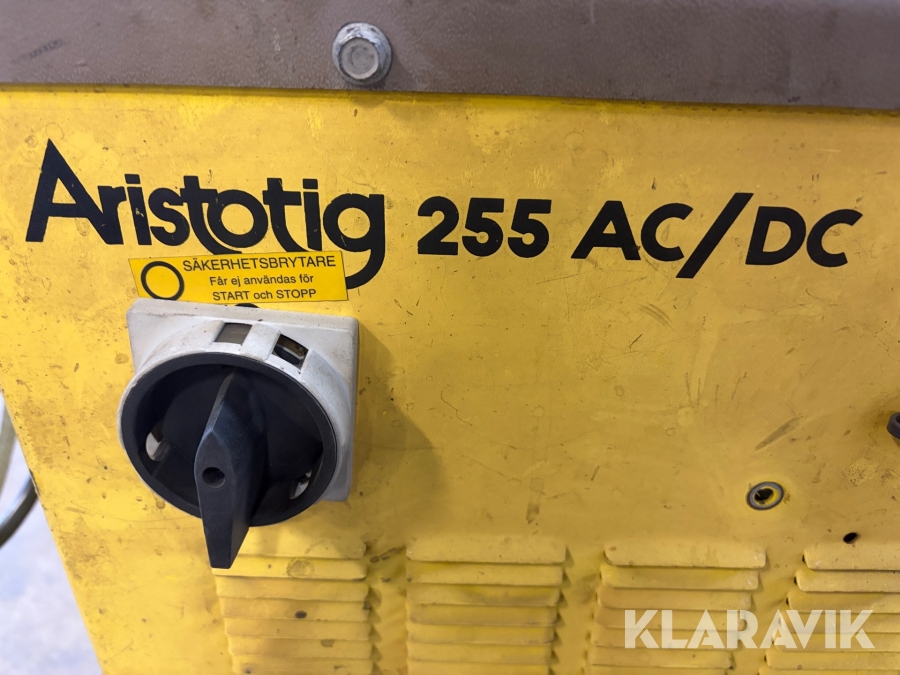 Aristotig 255 AC/DC
SÄKERHETSBRYTARE
Får ej användas för
START och STOPP
KLARAVIK